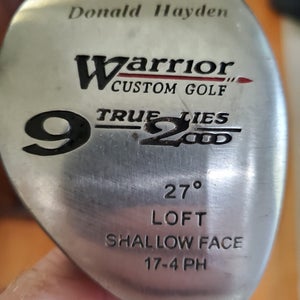 Donald Hayden
Warrior
CUSTOM GOLF
9 TRUE LIES
2000
27°
LOFT
SHALLOW FACE
17-4 PH